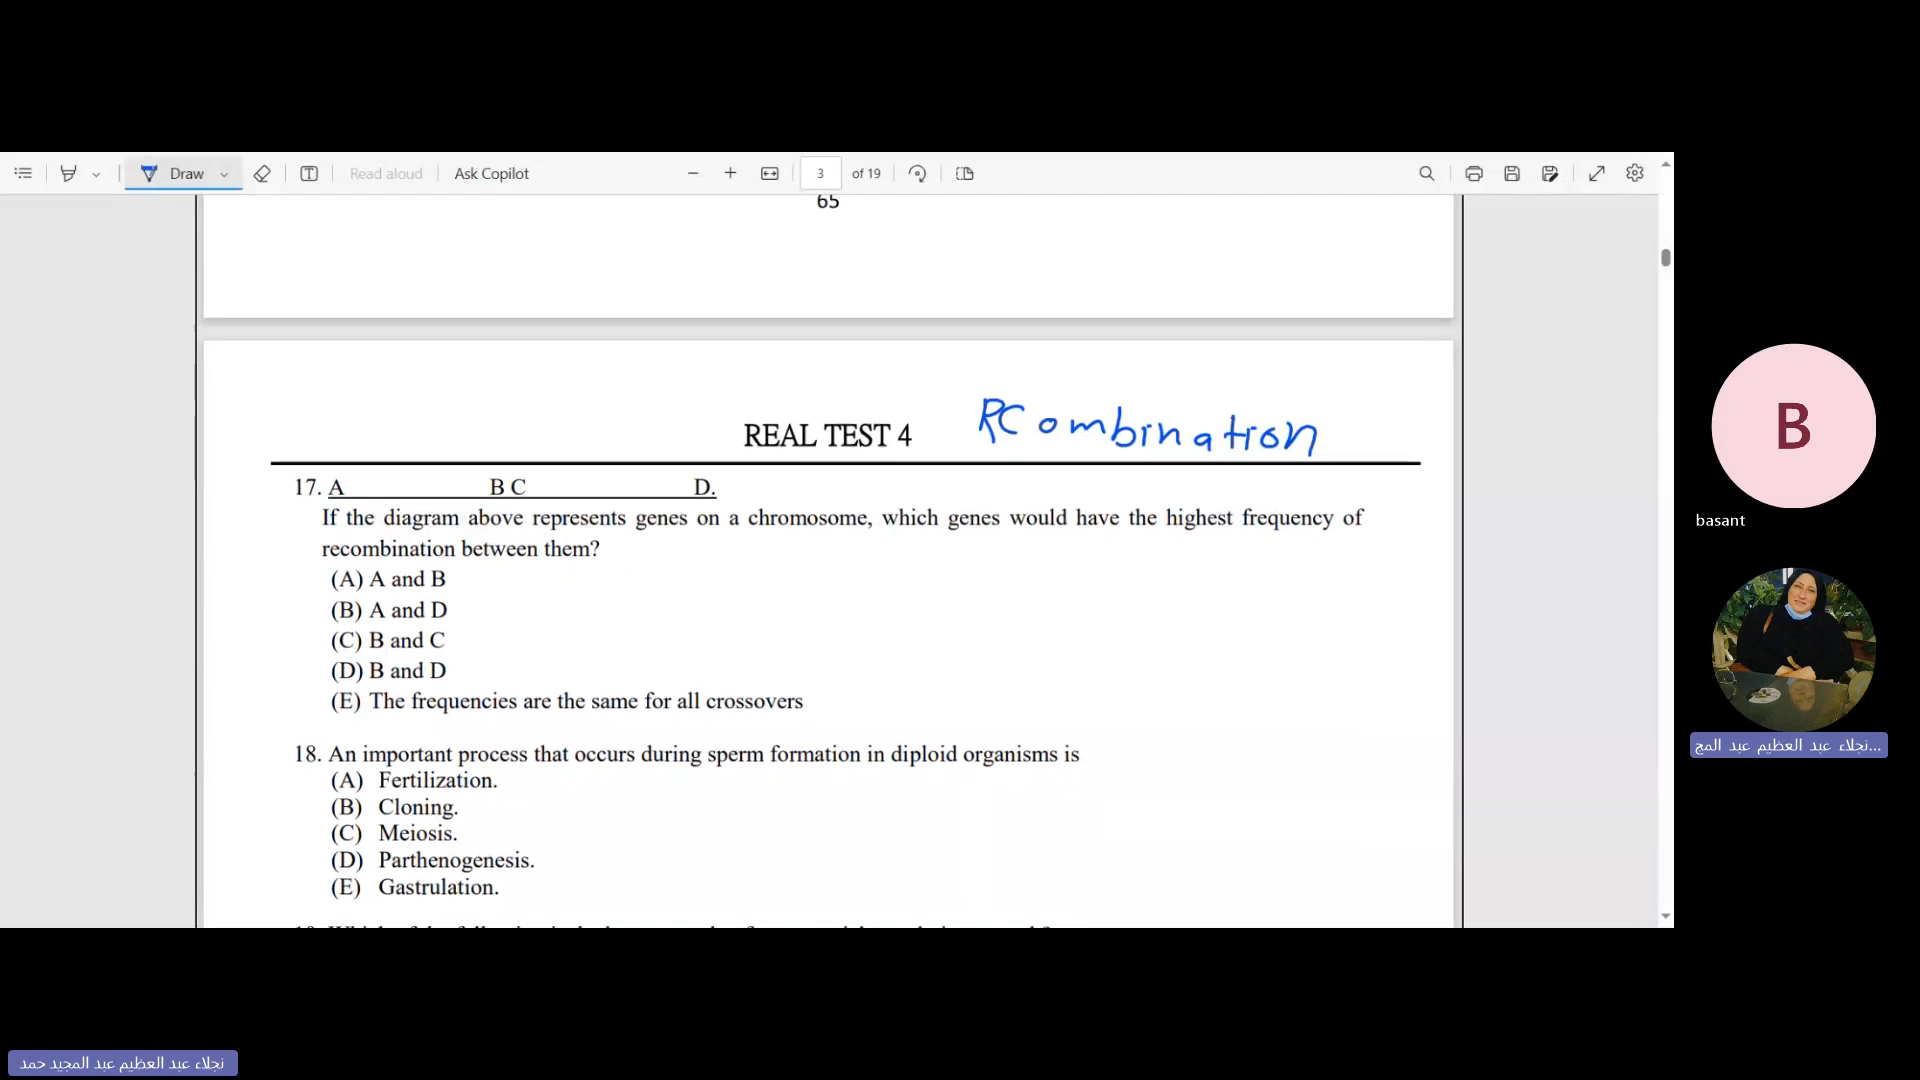 Draw
Read aloud
Ask Copilot
3 of 19
65
REAL TEST 4
RCombination
17. A B C D.
If the diagram above represents genes on a chromosome, which genes would have the highest frequency of
recombination between them?
(A) A and B
(B) A and D
(C) B and C
(D) B and D
(E) The frequencies are the same for all crossovers
18. An important process that occurs during sperm formation in diploid organisms is
(A) Fertilization.
(B) Cloning.
(C) Meiosis.
(D) Parthenogenesis.
(E) Gastrulation.
B
basant
نجلاء عبد العظيم عبد المج...
نجلاء عبد العظيم عبد المجيد حمد